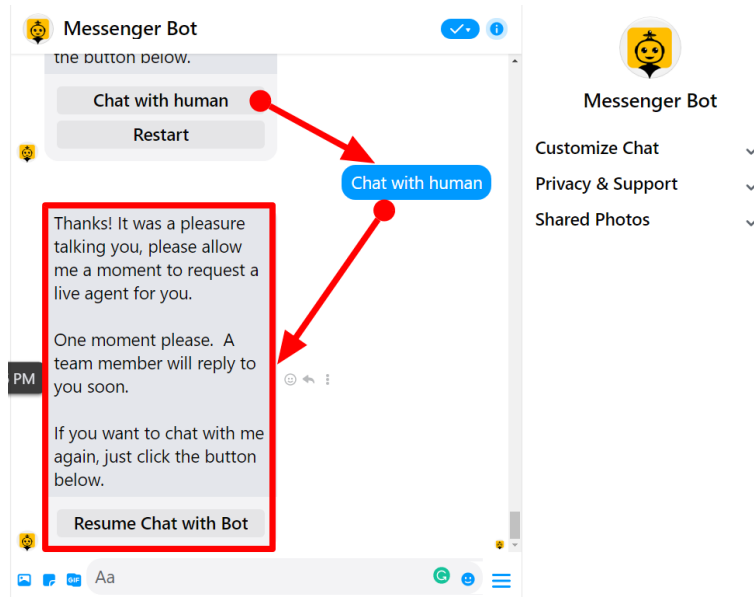 Messenger Bot
the button below.
Chat with human
Restart
Chat with human
Thanks! It was a pleasure
talking you, please allow
me a moment to request a
live agent for you.
One moment please.  A
team member will reply to
you soon.
PM
If you want to chat with me
again, just click the button
below.
Resume Chat with Bot
GIF
Aa
G
Messenger Bot
Customize Chat
Privacy & Support
Shared Photos